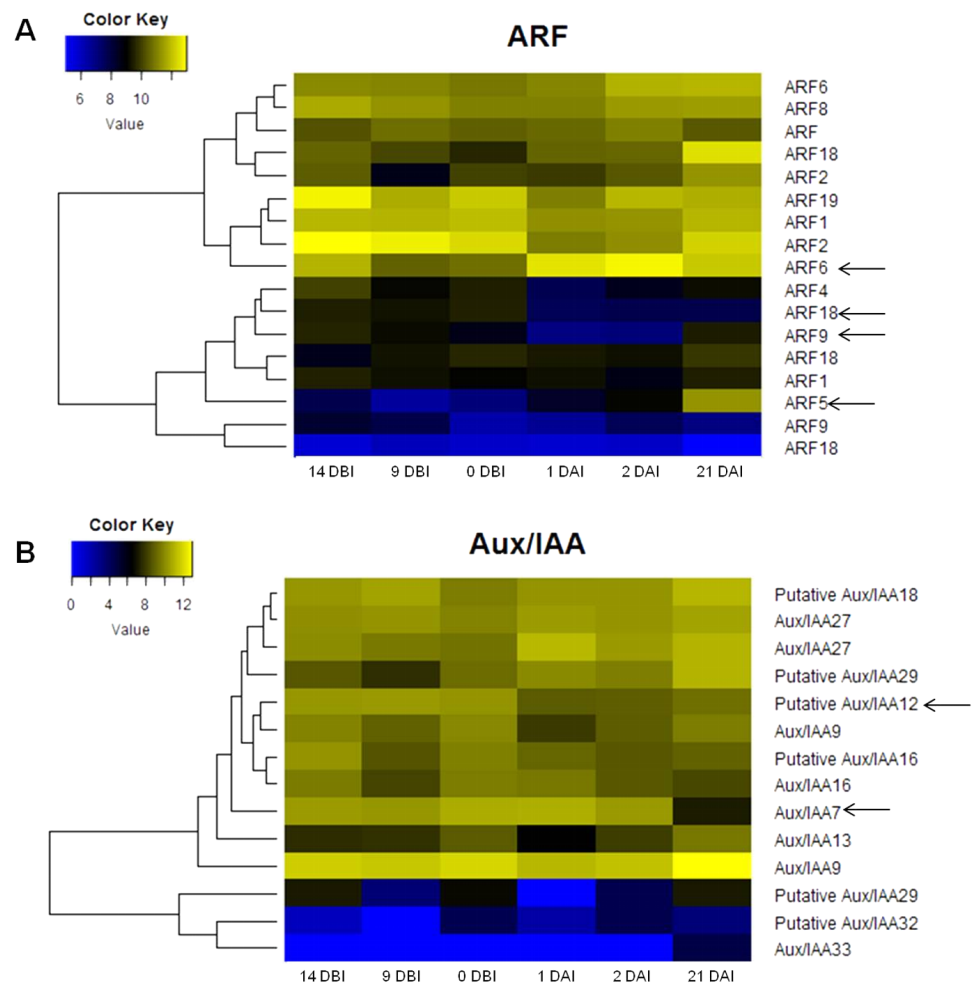 A
Color Key
6 8 10
Value
ARF
ARF6
ARF8
ARF
ARF18
ARF2
ARF19
ARF1
ARF2
ARF6
ARF4
ARF18
ARF9
ARF18
ARF1
ARF5
ARF9
ARF18
14 DBI 9 DBI 0 DBI 1 DAI 2 DAI 21 DAI
B
Color Key
0 4 8 12
Value
Aux/IAA
Putative Aux/IAA18
Aux/IAA27
Aux/IAA27
Putative Aux/IAA29
Putative Aux/IAA12
Aux/IAA9
Putative Aux/IAA16
Aux/IAA16
Aux/IAA7
Aux/IAA13
Aux/IAA9
Putative Aux/IAA29
Putative Aux/IAA32
Aux/IAA33
14 DBI 9 DBI 0 DBI 1 DAI 2 DAI 21 DAI